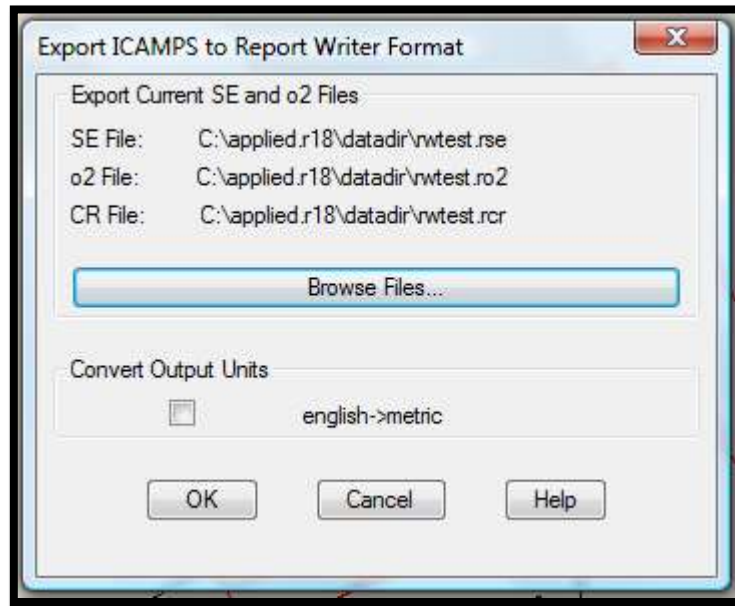 Export ICAMPS to Report Writer Format
Export Current SE and o2 Files
SE File: C:\applied.r18\datadir\rwtest.rse
o2 File: C:\applied.r18\datadir\rwtest.ro2
CR File: C:\applied.r18\datadir\rwtest.rcr
Browse Files...
Convert Output Units
english->metric
OK Cancel Help